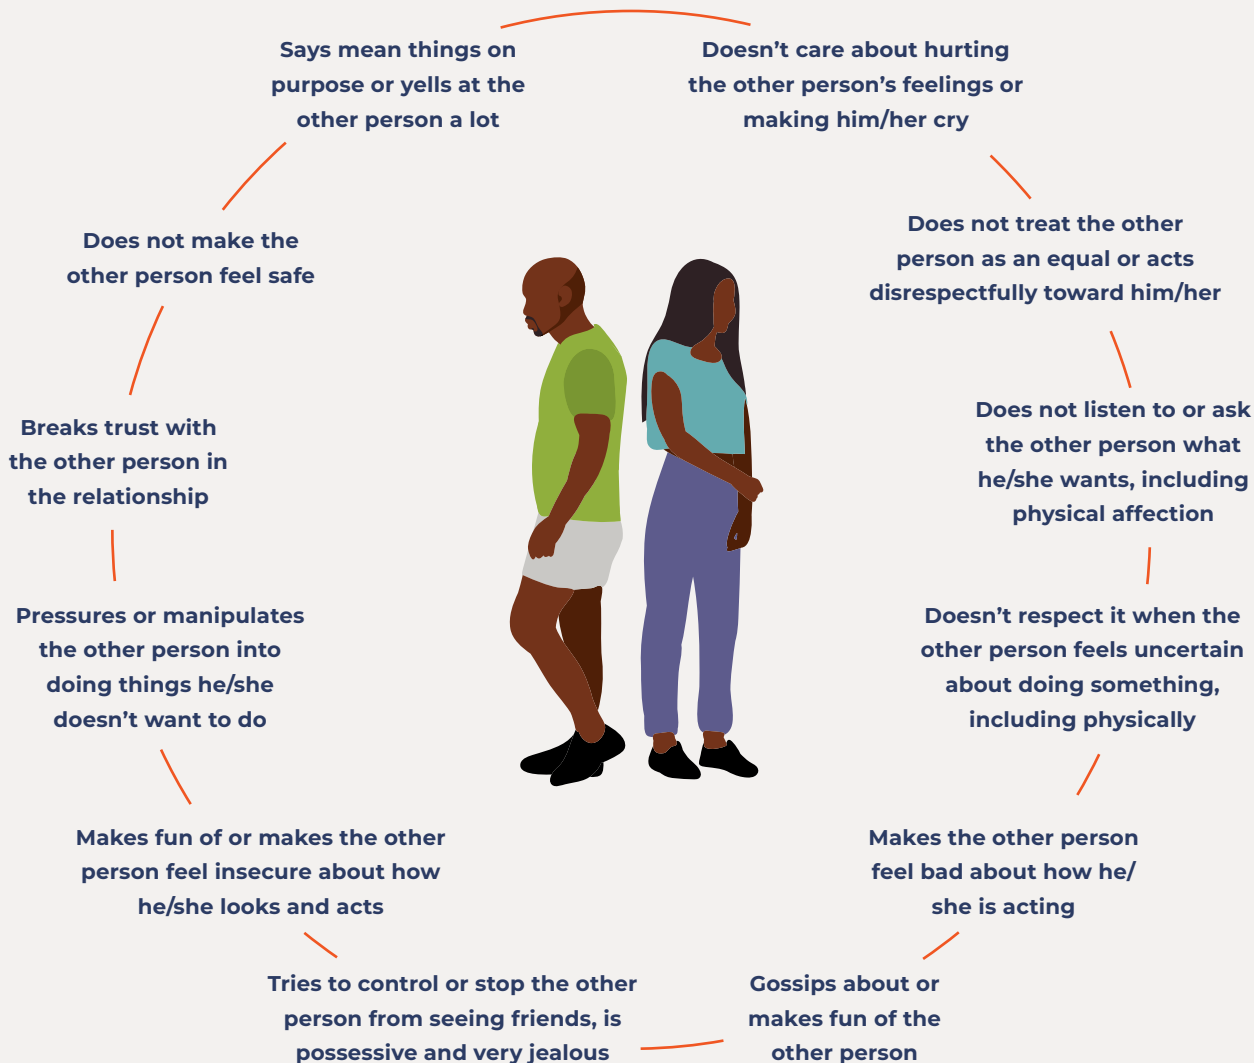 Says mean things on
purpose or yells at the
other person a lot
Doesn’t care about hurting
the other person’s feelings or
making him/her cry
Does not treat the other
person as an equal or acts
disrespectfully toward him/her
Does not listen to or ask
the other person what
he/she wants, including
physical affection
Doesn’t respect it when the
other person feels uncertain
about doing something,
including physically
Makes the other person
feel bad about how he/
she is acting
Gossips about or
makes fun of the
other person
Tries to control or stop the other
person from seeing friends, is
possessive and very jealous
Makes fun of or makes the other
person feel insecure about how
he/she looks and acts
Pressures or manipulates
the other person into
doing things he/she
doesn’t want to do
Breaks trust with
the other person in
the relationship
Does not make the
other person feel safe